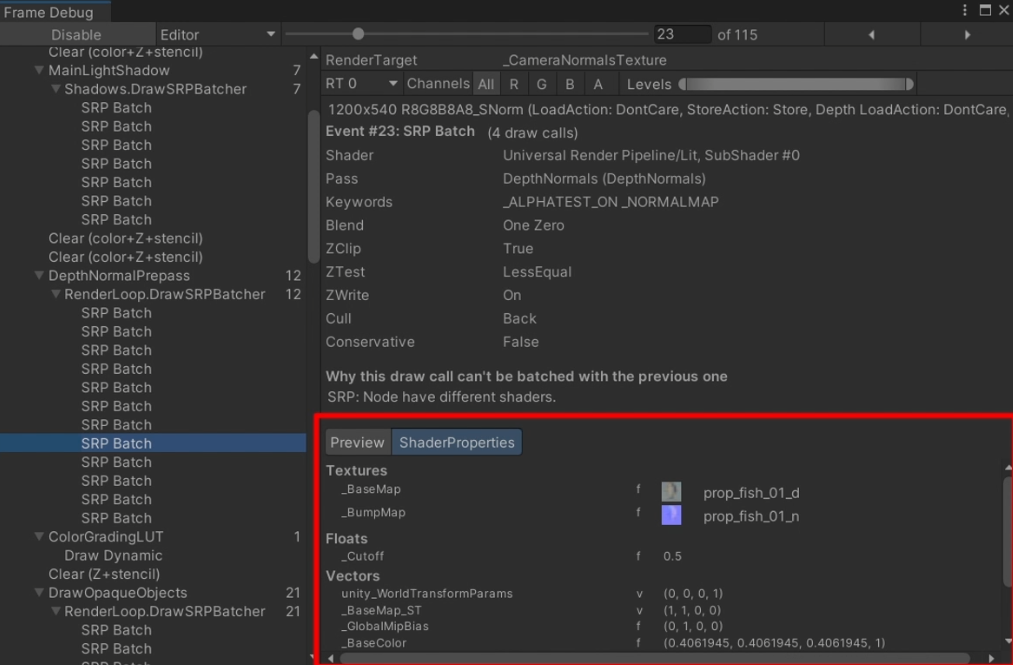 Frame Debug
Disable
Editor
23
of 115
Clear (color+Z+stencil)
MainLightShadow 7
Shadows.DrawSRPBatcher 7
SRP Batch
SRP Batch
SRP Batch
SRP Batch
SRP Batch
SRP Batch
SRP Batch
Clear (color+Z+stencil)
Clear (color+Z+stencil)
DepthNormalPrepass 12
RenderLoop.DrawSRPBatcher 12
SRP Batch
SRP Batch
SRP Batch
SRP Batch
SRP Batch
SRP Batch
SRP Batch
SRP Batch
SRP Batch
SRP Batch
SRP Batch
SRP Batch
ColorGradingLUT 1
Draw Dynamic
Clear (Z+stencil)
DrawOpaqueObjects 21
RenderLoop.DrawSRPBatcher 21
SRP Batch
SRP Batch
SRP Batch
RenderTarget _CameraNormalsTexture
RT 0 Channels All R G B A Levels
1200x540 R8G8B8A8_SNorm (LoadAction: DontCare, StoreAction: Store, Depth LoadAction: DontCare,
Event #23: SRP Batch (4 draw calls)
Shader Universal Render Pipeline/Lit, SubShader #0
Pass DepthNormals (DepthNormals)
Keywords _ALPHATEST_ON _NORMALMAP
Blend One Zero
ZClip True
ZTest LessEqual
ZWrite On
Cull Back
Conservative False
Why this draw call can't be batched with the previous one
SRP: Node have different shaders.
Preview ShaderProperties
Textures
_BaseMap f prop_fish_01_d
_BumpMap f prop_fish_01_n
Floats
_Cutoff f 0.5
Vectors
unity_WorldTransformParams v (0, 0, 0, 1)
_BaseMap_ST v (1, 1, 0, 0)
_GlobalMipBias f (0, 1, 0, 0)
_BaseColor f (0.4061945, 0.4061945, 0.4061945, 1)